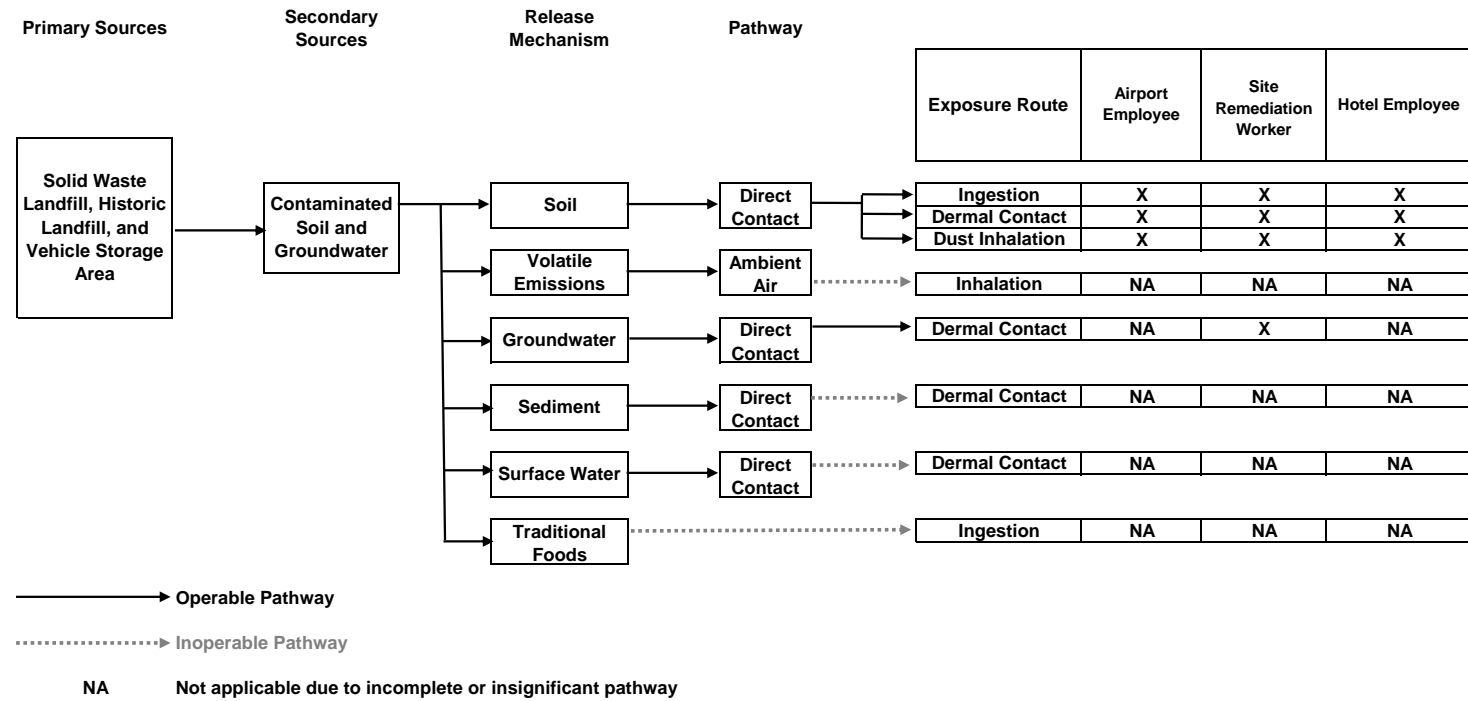 Primary Sources
Secondary
Sources
Release
Mechanism
Pathway
Exposure Route
Airport
Employee
Site
Remediation
Worker
Hotel Employee
Solid Waste
Landfill, Historic
Landfill, and
Vehicle Storage
Area
Contaminated
Soil and
Groundwater
Soil
Direct
Contact
Ingestion X X X
Dermal Contact X X X
Dust Inhalation X X X
Volatile
Emissions
Ambient
Air
Inhalation NA NA NA
Groundwater
Direct
Contact
Dermal Contact NA X NA
Sediment
Direct
Contact
Dermal Contact NA NA NA
Surface Water
Direct
Contact
Dermal Contact NA NA NA
Traditional
Foods
Ingestion NA NA NA
Operable Pathway
Inoperable Pathway
NA Not applicable due to incomplete or insignificant pathway